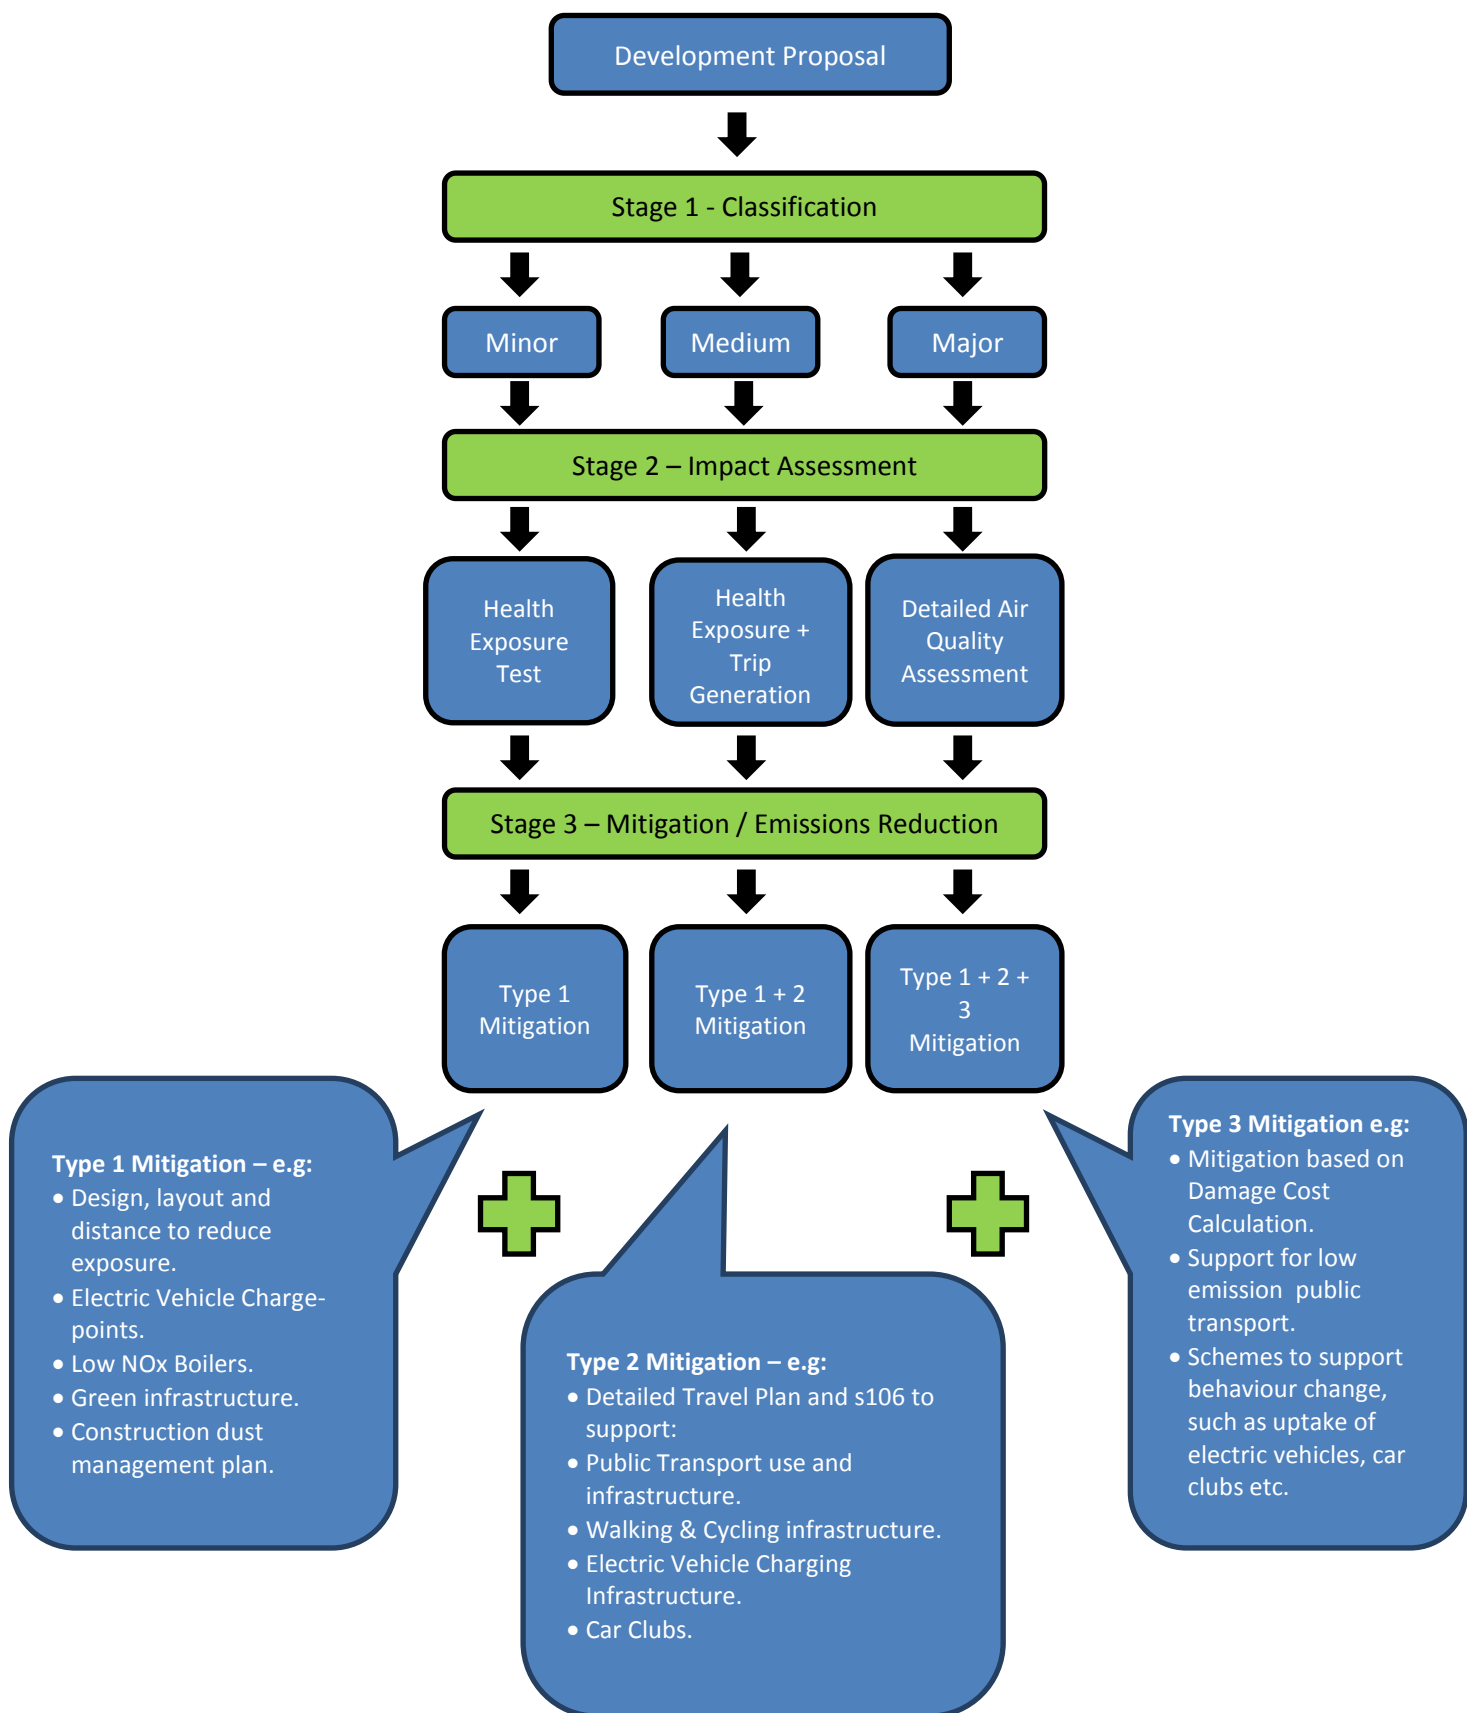 Development Proposal
Stage 1 - Classification
Minor
Medium
Major
Stage 2 – Impact Assessment
Health
Exposure
Test
Health
Exposure +
Trip
Generation
Detailed Air
Quality
Assessment
Stage 3 – Mitigation / Emissions Reduction
Type 1
Mitigation
Type 1 + 2
Mitigation
Type 1 + 2 +
3
Mitigation
Type 1 Mitigation – e.g:
• Design, layout and
distance to reduce
exposure.
• Electric Vehicle Charge-
points.
• Low NOx Boilers.
• Green infrastructure.
• Construction dust
management plan.
Type 2 Mitigation – e.g:
• Detailed Travel Plan and s106 to
support:
• Public Transport use and
infrastructure.
• Walking & Cycling infrastructure.
• Electric Vehicle Charging
Infrastructure.
• Car Clubs.
Type 3 Mitigation e.g:
• Mitigation based on
Damage Cost
Calculation.
• Support for low
emission  public
transport.
• Schemes to support
behaviour change,
such as uptake of
electric vehicles, car
clubs etc.